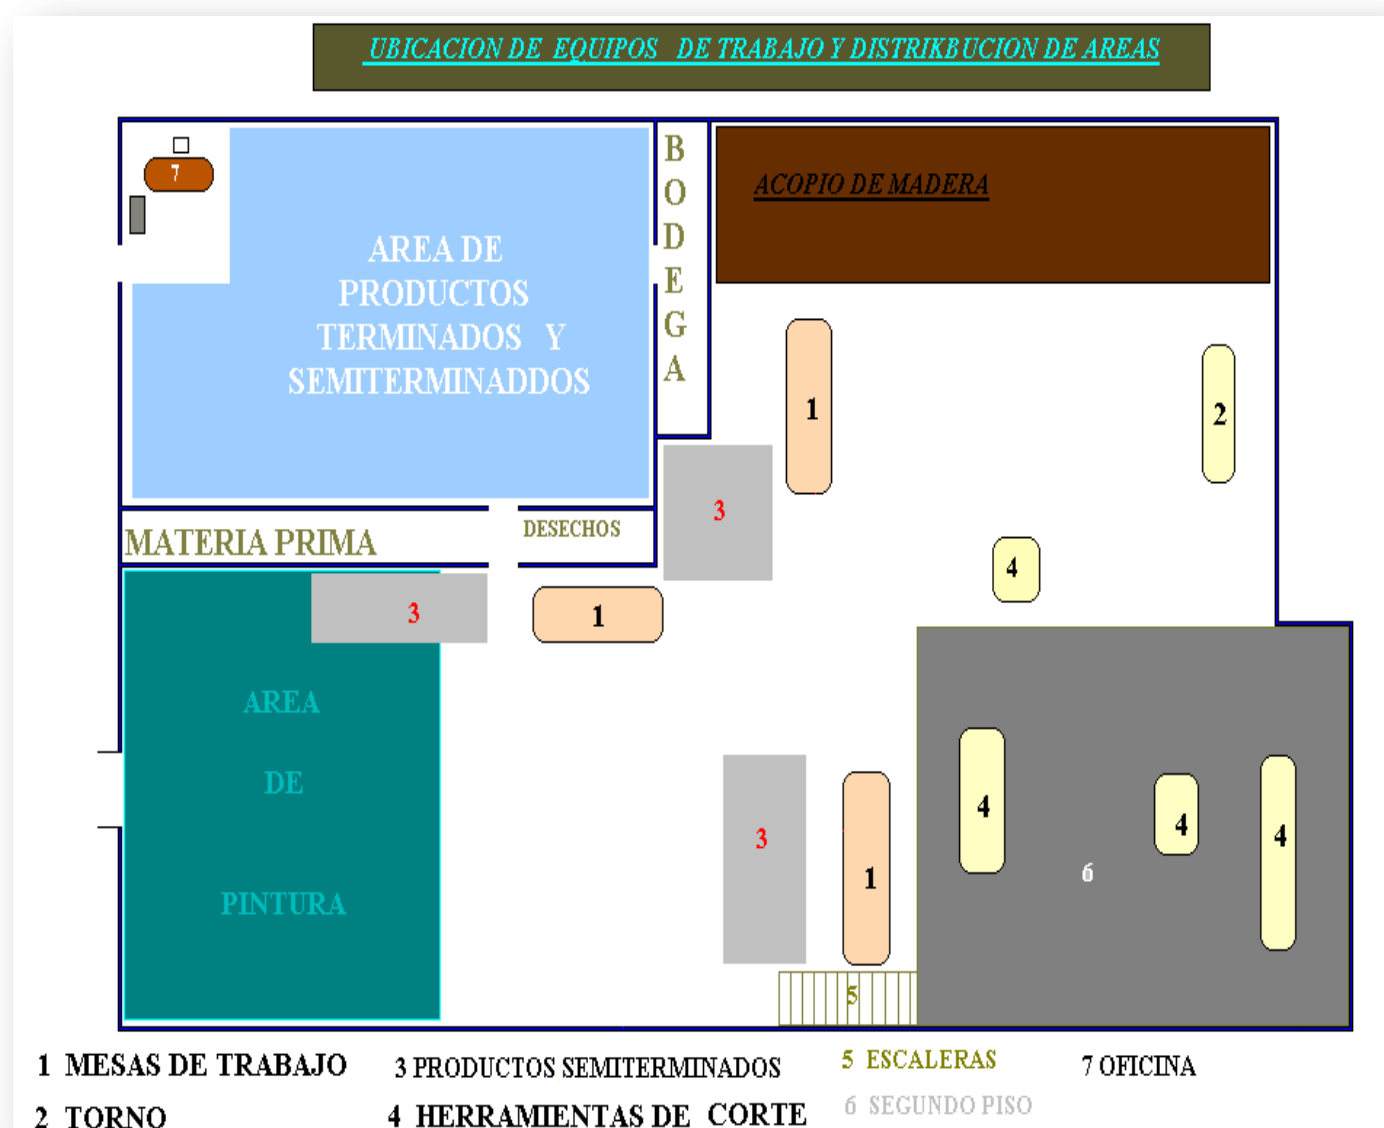 UBICACION DE EQUIPOS DE TRABAJO Y DISTRIKBUCION DE AREAS
7
B
O
D
E
G
A
ACOPIO DE MADERA
AREA DE
PRODUCTOS
TERMINADOS Y
SEMITERMINADDOS
1
2
3
MATERIA PRIMA
DESECHOS
4
3
1
AREA
DE
PINTURA
3
1
4
4
4
6
5
1 MESAS DE TRABAJO
3 PRODUCTOS SEMITERMINADOS
5 ESCALERAS
7 OFICINA
2 TORNO
4 HERRAMIENTAS DE CORTE
6 SEGUNDO PISO